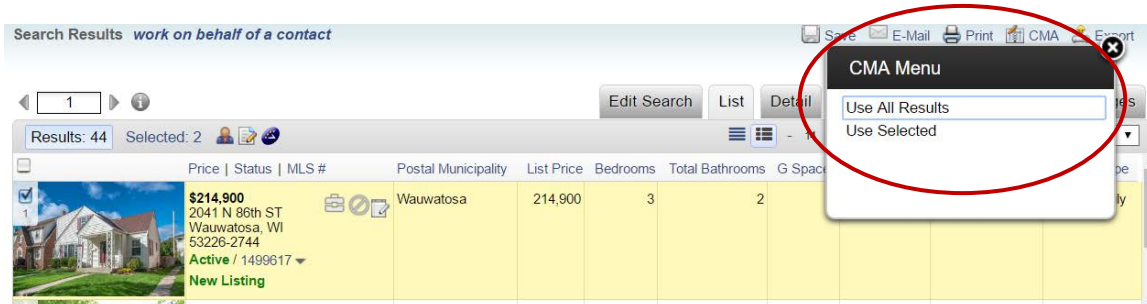 Search Results work on behalf of a contact
Save E-Mail Print CMA Export
CMA Menu
Use All Results
Use Selected
1
Edit Search List Detail
Results: 44 Selected: 2
Price | Status | MLS # Postal Municipality List Price Bedrooms Total Bathrooms G Space
1
$214,900 Wauwatosa 214,900 3 2
2041 N 86th ST
Wauwatosa, WI
53226-2744
Active / 1499617
New Listing